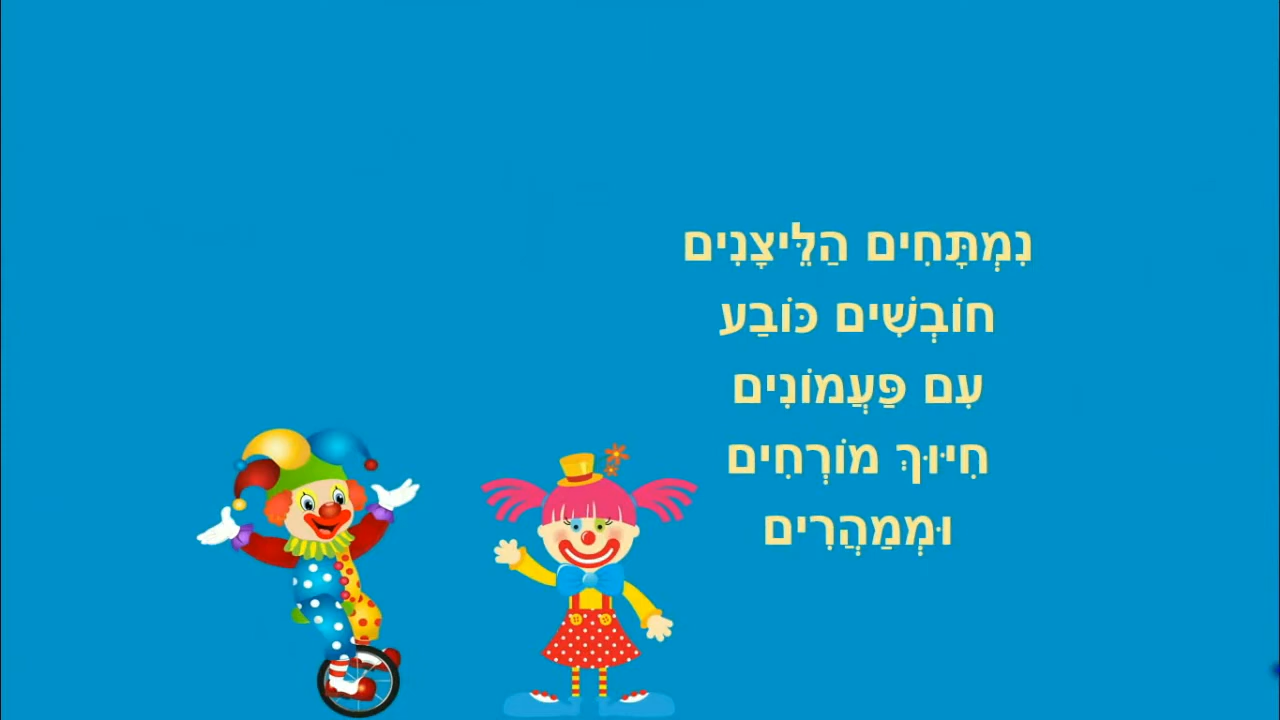 נִמְתָּחִים הַלֵּיצָנִים
חוֹבְשִׁים כּוֹבַע
עִם פַּעֲמוֹנִים
חִיּוּךְ מוֹרְחִים
וּמְמַהֲרִים